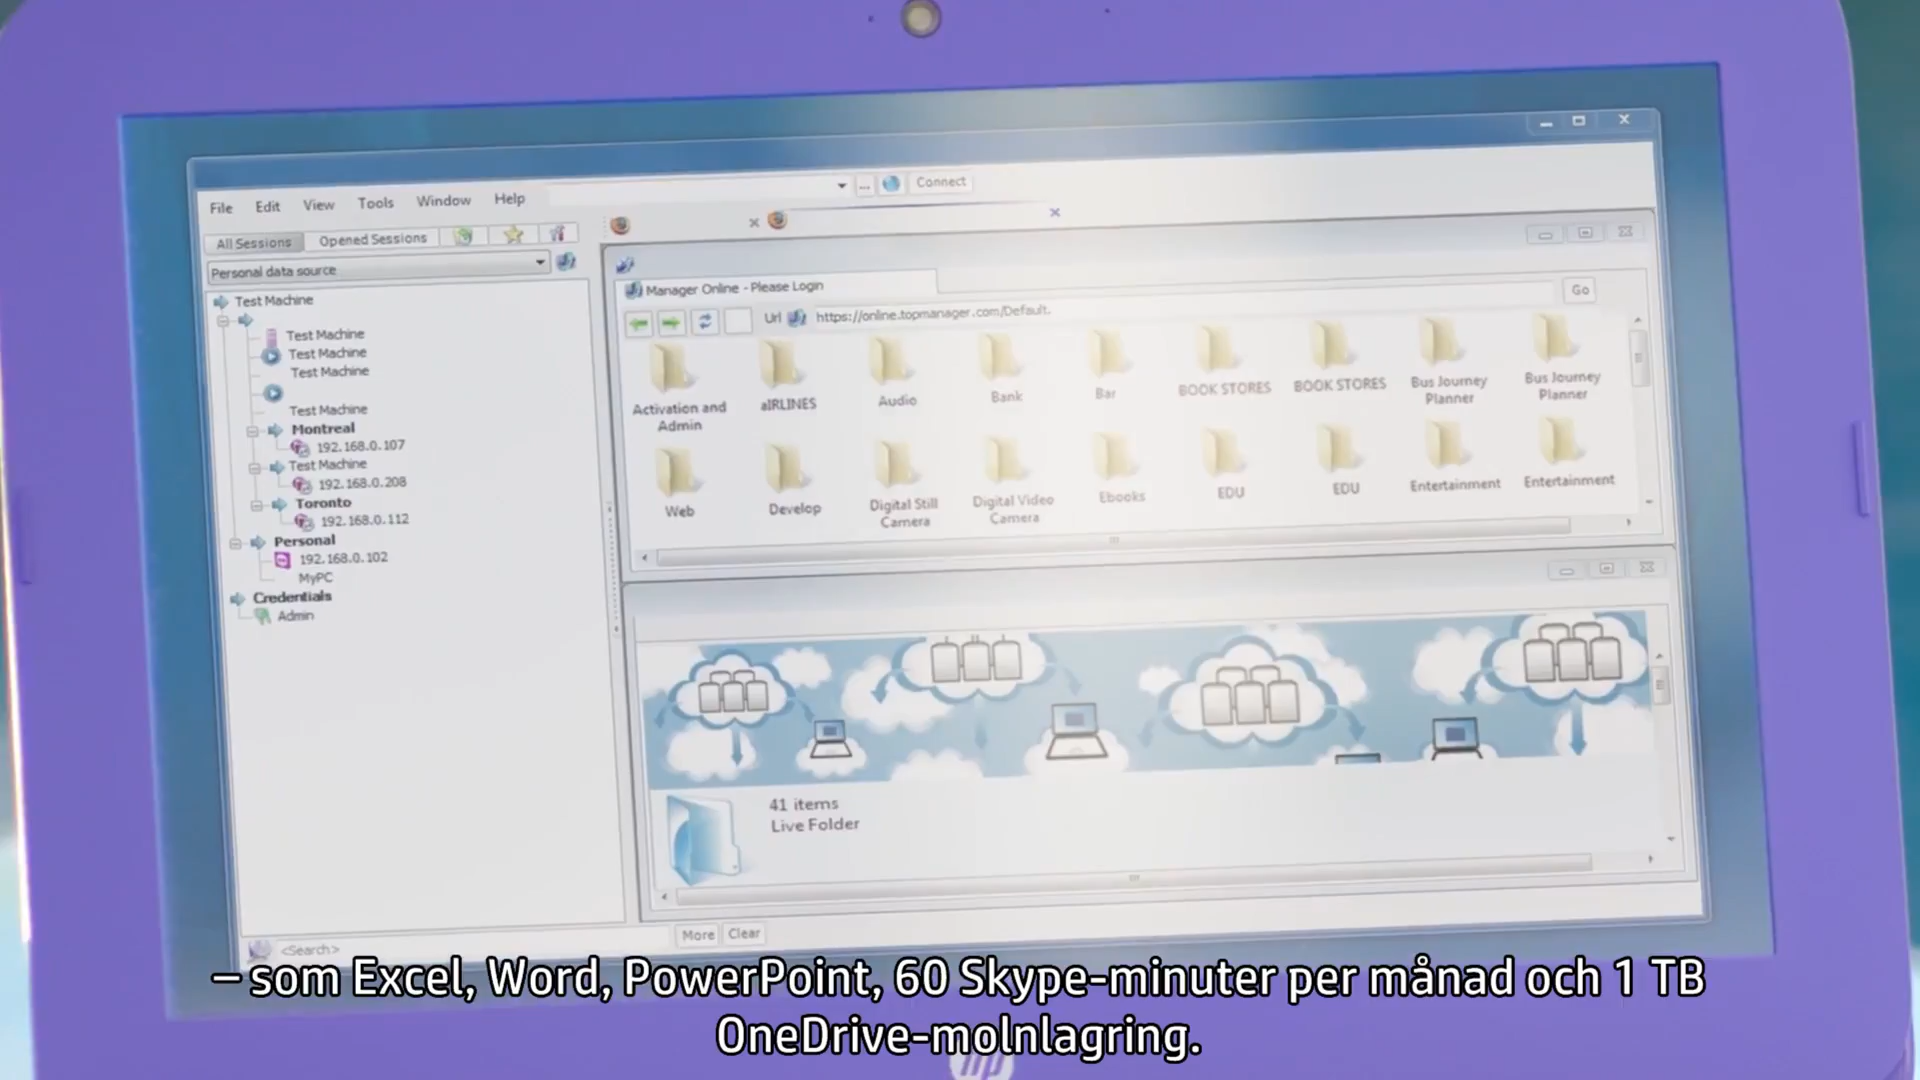 File Edit View Tools Window Help
... Connect
All Sessions Opened Sessions
Personal data source
Test Machine
Test Machine
Test Machine
Test Machine
Test Machine
Montreal
192.168.0.107
Test Machine
192.168.0.208
Toronto
192.168.0.112
Personal
192.168.0.102
MyPC
Credentials
Admin
<Search>
Manager Online - Please Login
Url https://online.topmanager.com/Default. Go
Activation and Admin
aIRLINES
Audio
Bank
Bar
BOOK STORES
BOOK STORES
Bus Journey Planner
Bus Journey Planner
Web
Develop
Digital Still Camera
Digital Video Camera
Ebooks
EDU
EDU
Entertainment
Entertainment
41 items
Live Folder
More Clear
– som Excel, Word, PowerPoint, 60 Skype-minuter per månad och 1 TB
OneDrive-molnlagring.
hp